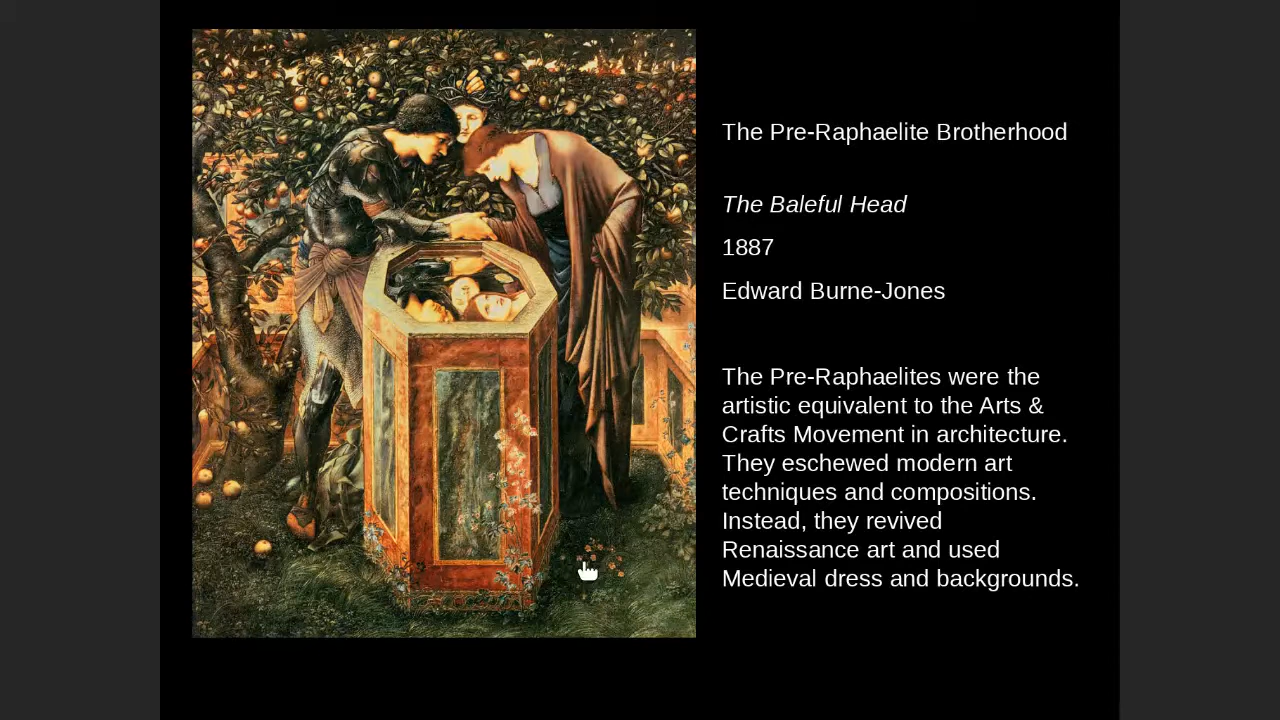 The Pre-Raphaelite Brotherhood
The Baleful Head
1887
Edward Burne-Jones
The Pre-Raphaelites were the
artistic equivalent to the Arts &
Crafts Movement in architecture.
They eschewed modern art
techniques and compositions.
Instead, they revived
Renaissance art and used
Medieval dress and backgrounds.